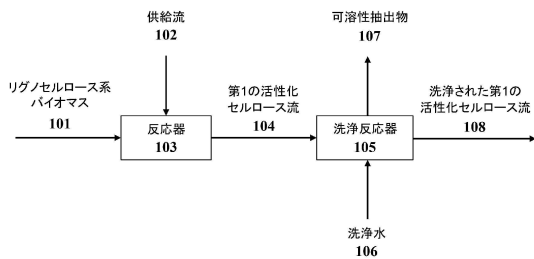 供給流
102
可溶性抽出物
107
リグノセルロース系
バイオマス
101
第1の活性化
セルロース流
104
洗浄された第1の
活性化セルロース流
108
反応器
103
洗浄反応器
105
洗浄水
106